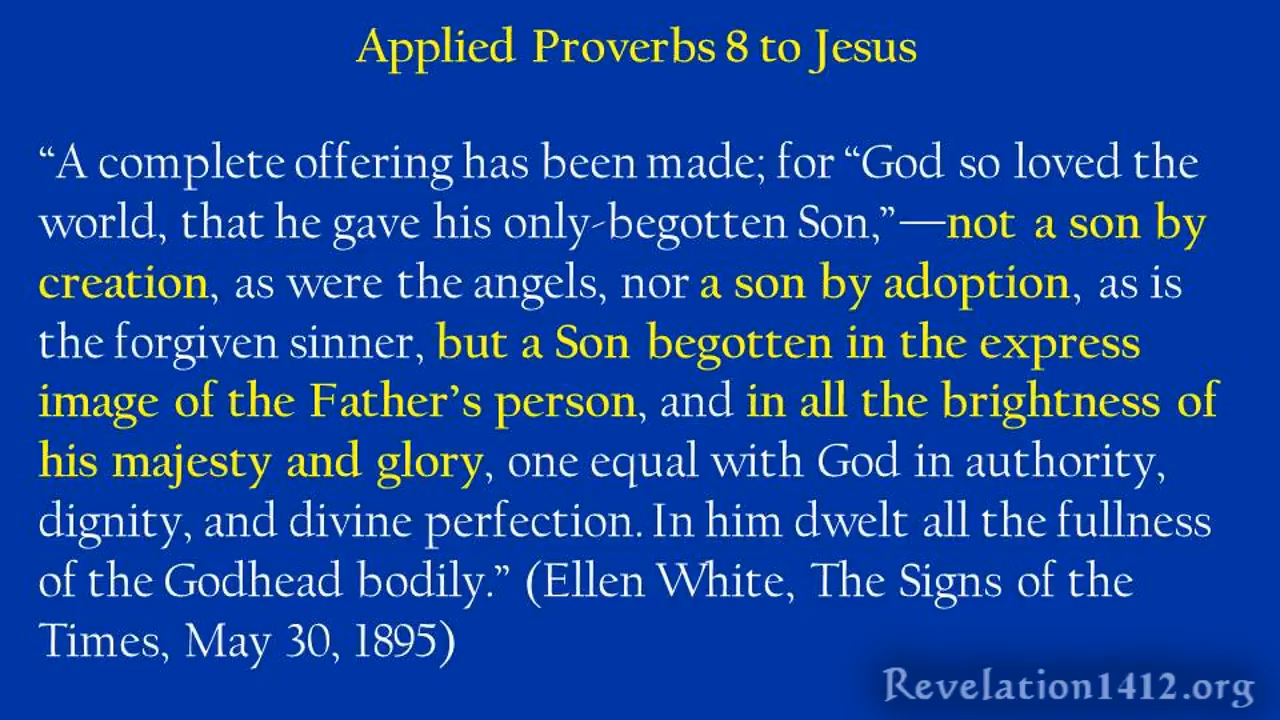 Applied Proverbs 8 to Jesus
“A complete offering has been made; for “God so loved the
world, that he gave his only-begotten Son,”—not a son by
creation, as were the angels, nor a son by adoption, as is
the forgiven sinner, but a Son begotten in the express
image of the Father’s person, and in all the brightness of
his majesty and glory, one equal with God in authority,
dignity, and divine perfection. In him dwelt all the fullness
of the Godhead bodily.” (Ellen White, The Signs of the
Times, May 30, 1895)
Revelation1412.org